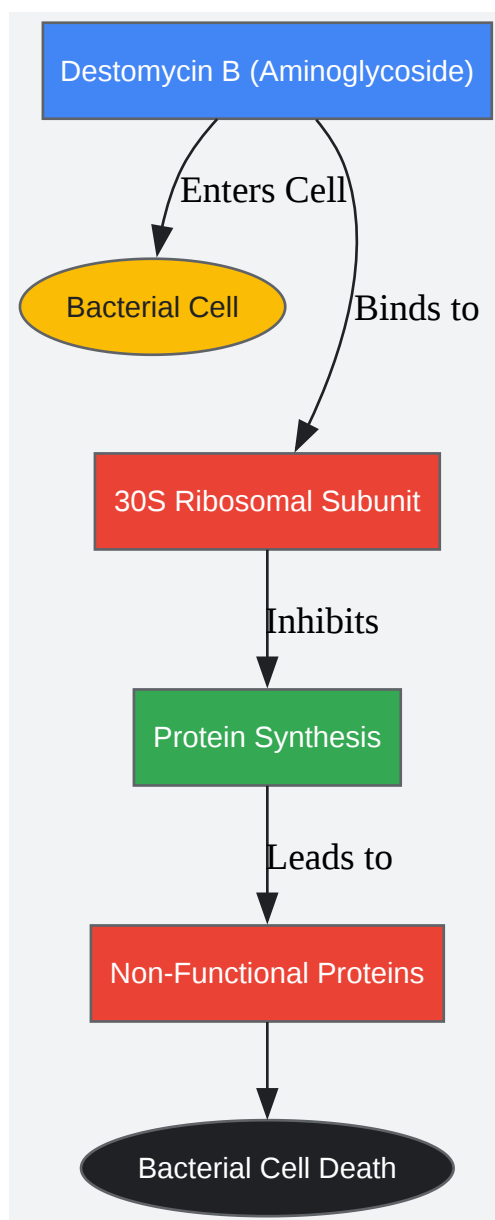 Destomycin B (Aminoglycoside)
Enters Cell
Bacterial Cell
Binds to
30S Ribosomal Subunit
Inhibits
Protein Synthesis
Leads to
Non-Functional Proteins
Bacterial Cell Death